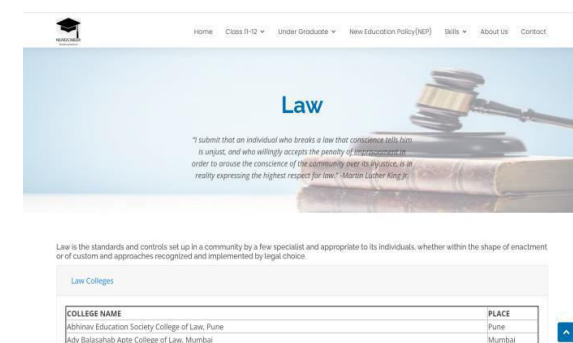 Home Class 11-12 Under Graduate New Education Policy(NEP) Skills About Us Contact
Law
"I submit that an individual who breaks a law that conscience tells him
is unjust, and who willingly accepts the penalty of imprisonment in
order to arouse the conscience of the community over its injustice, is in
reality expressing the highest respect for law." -Martin Luther King Jr.
Law is the standards and controls set up in a community by a few specialist and appropriate to its individuals, whether within the shape of enactment
or of custom and approaches recognized and implemented by legal choice.
Law Colleges
COLLEGE NAME PLACE
Abhinav Education Society College of Law, Pune Pune
Adv Balasahab Apte College of Law, Mumbai Mumbai